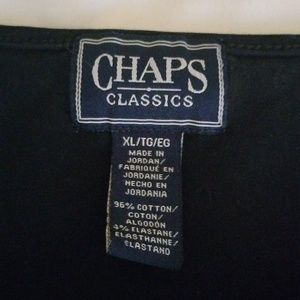 CHAPS
CLASSICS
XL/TG/EG
MADE IN
JORDAN/
FABRIQUÉ EN
JORDANIE/
HECHO EN
JORDANIA
96% COTTON/
COTON/
ALGODÓN
4% ELASTANE/
ELASTHANNE/
ELASTANO